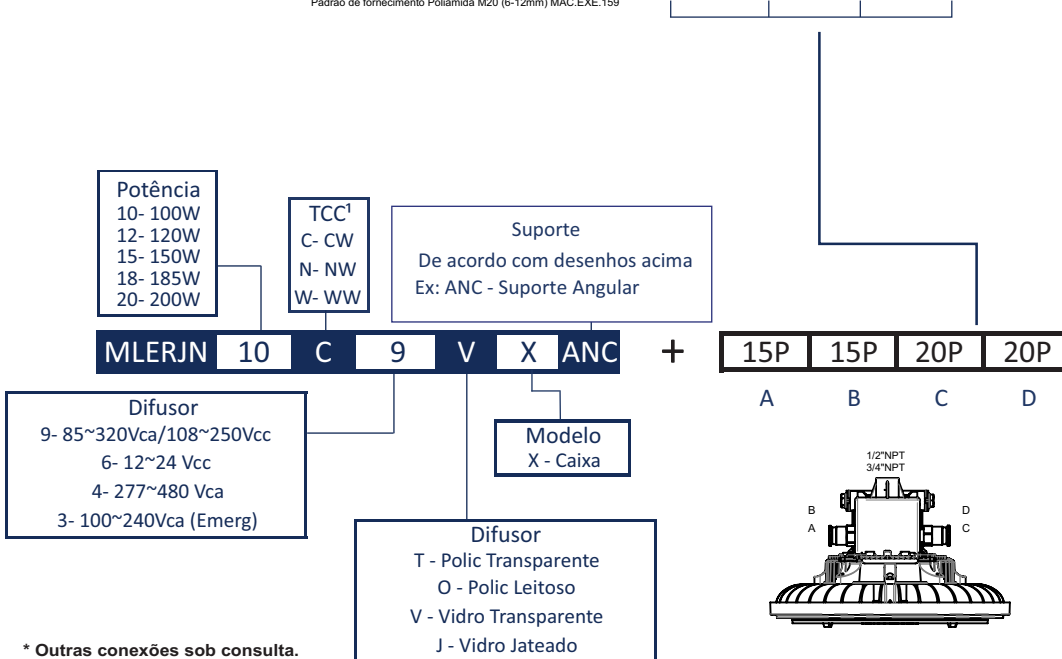 Padrão de fornecimento Poliamida M20 (6-12mm) MAC.EXE.159
Potência
10- 100W
12- 120W
15- 150W
18- 185W
20- 200W
TCC¹
C- CW
N- NW
W- WW
Suporte
De acordo com desenhos acima
Ex: ANC - Suporte Angular
MLERJN 10 C 9 V X ANC + 15P 15P 20P 20P
A B C D
Difusor
9- 85~320Vca/108~250Vcc
6- 12~24 Vcc
4- 277~480 Vca
3- 100~240Vca (Emerg)
Modelo
X - Caixa
Difusor
T - Polic Transparente
O - Polic Leitoso
V - Vidro Transparente
J - Vidro Jateado
1/2"NPT
3/4"NPT
B D
A C
* Outras conexões sob consulta.